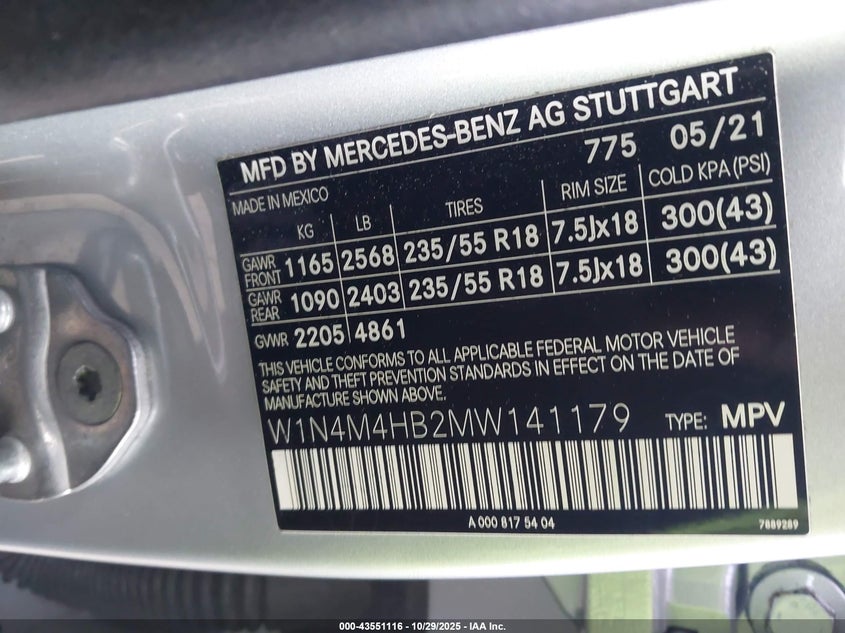 MFD BY MERCEDES-BENZ AG STUTTGART
775 05/21
MADE IN MEXICO
KG LB TIRES RIM SIZE COLD KPA (PSI)
GAWR FRONT 1165 2568 235/55 R18 7.5Jx18 300(43)
GAWR REAR 1090 2403 235/55 R18 7.5Jx18 300(43)
GVWR 2205 4861
THIS VEHICLE CONFORMS TO ALL APPLICABLE FEDERAL MOTOR VEHICLE
SAFETY AND THEFT PREVENTION STANDARDS IN EFFECT ON THE DATE OF
MANUFACTURE SHOWN ABOVE.
W1N4M4HB2MW141179 TYPE: MPV
A 000 817 54 04 7889289
000-43551116 - 10/29/2025 - IAA Inc.